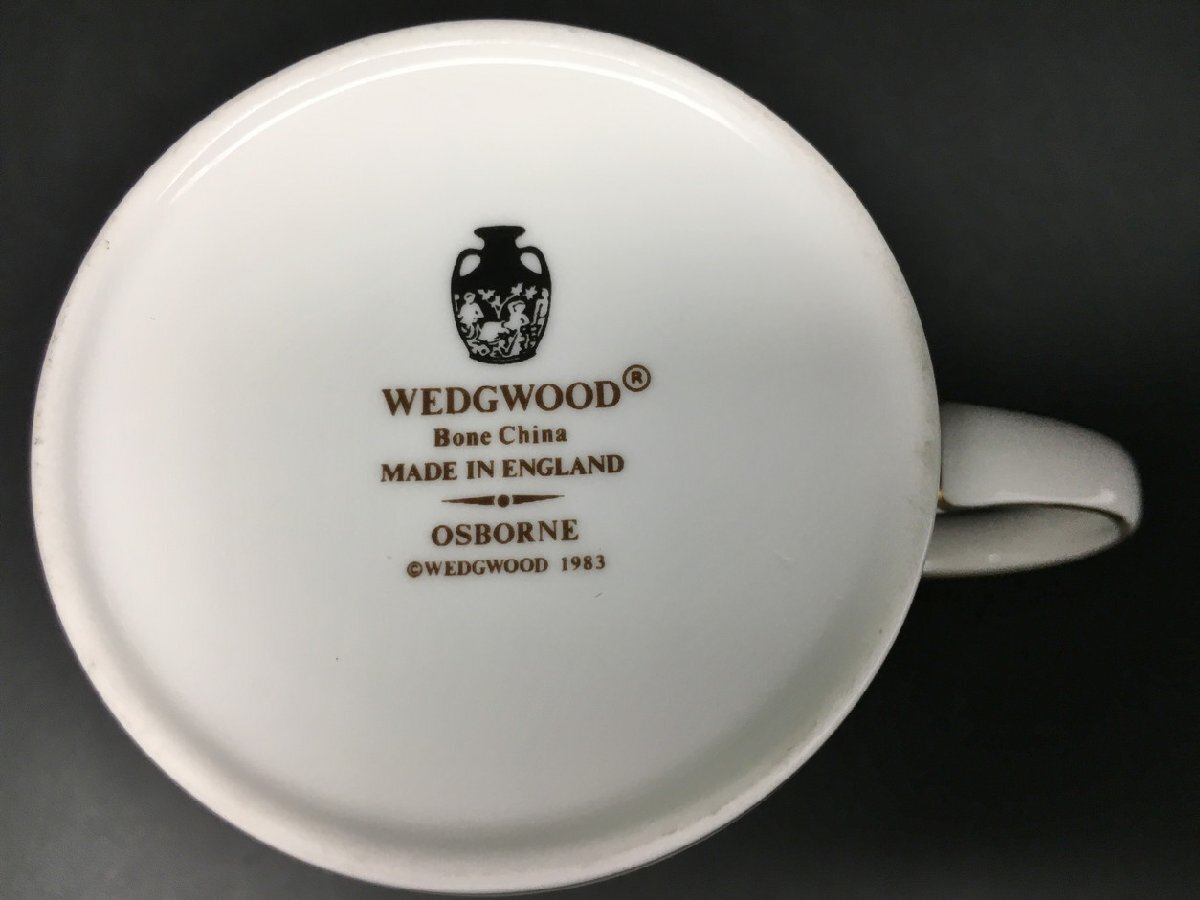 WEDGWOOD®
Bone China
MADE IN ENGLAND
OSBORNE
©WEDGWOOD 1983